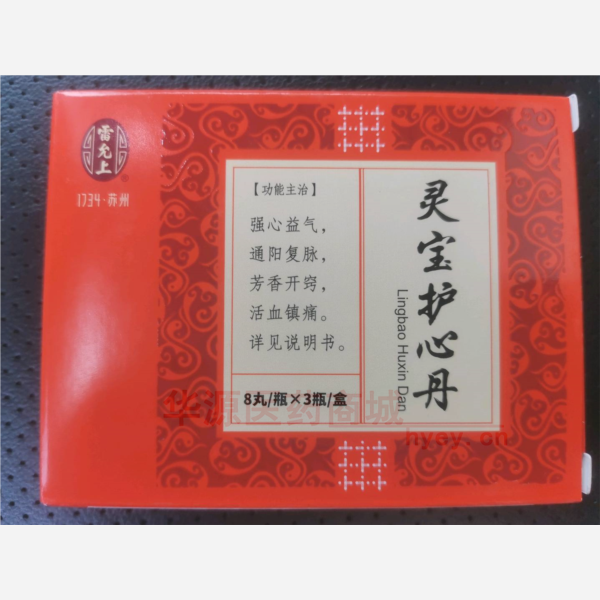 雷允上
®
1734·苏州
【功能主治】
强心益气，
通阳复脉，
芳香开窍，
活血镇痛。
详见说明书。
8丸/瓶×3瓶/盒
灵宝护心丹
Lingbao Huxin Dan
华源医药商城
hyey.cn